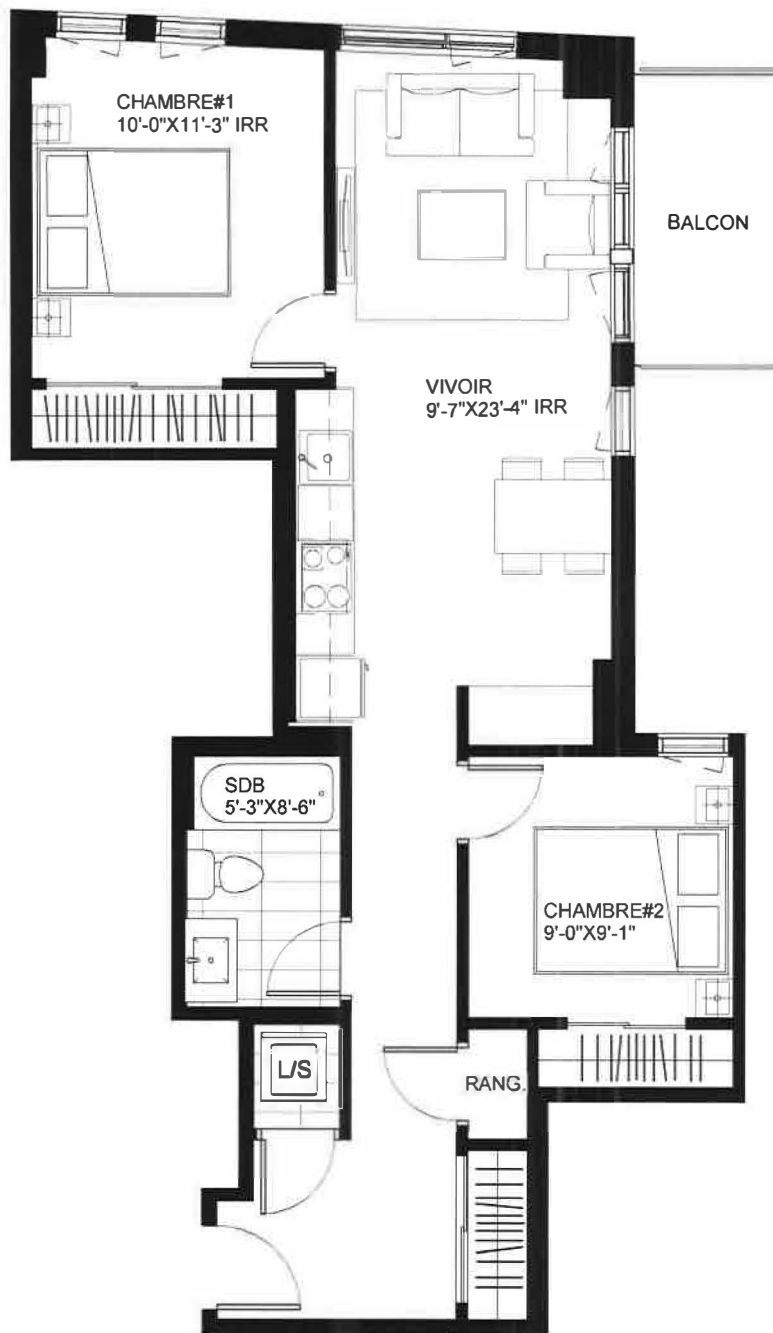 CHAMBRE#1
10'-0"X11'-3" IRR
BALCON
VIVOIR
9'-7"X23'-4" IRR
SDB
5'-3"X8'-6"
CHAMBRE#2
9'-0"X9'-1"
L/S
RANG.